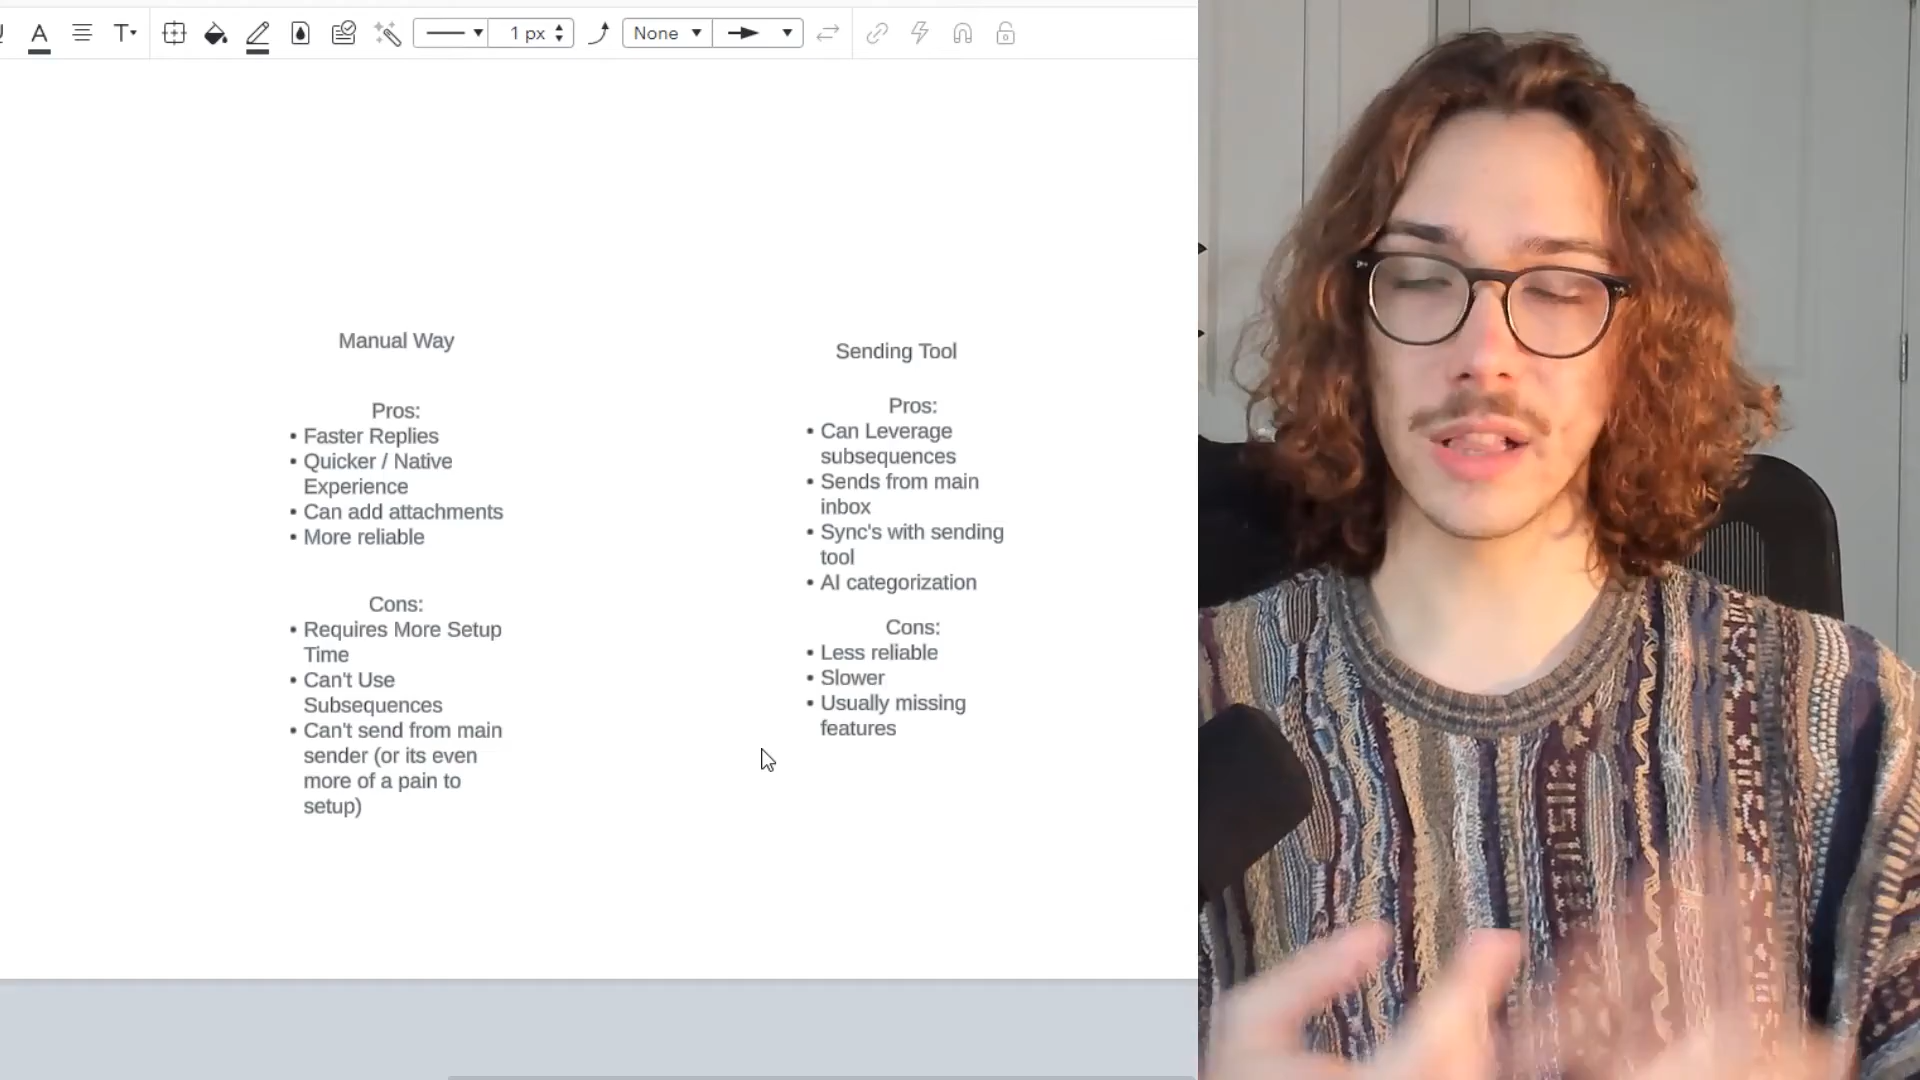 A
T
1 px
None
Manual Way
Pros:
• Faster Replies
• Quicker / Native
Experience
• Can add attachments
• More reliable
Cons:
• Requires More Setup
Time
• Can't Use
Subsequences
• Can't send from main
sender (or its even
more of a pain to
setup)
Sending Tool
Pros:
• Can Leverage
subsequences
• Sends from main
inbox
• Sync's with sending
tool
• AI categorization
Cons:
• Less reliable
• Slower
• Usually missing
features